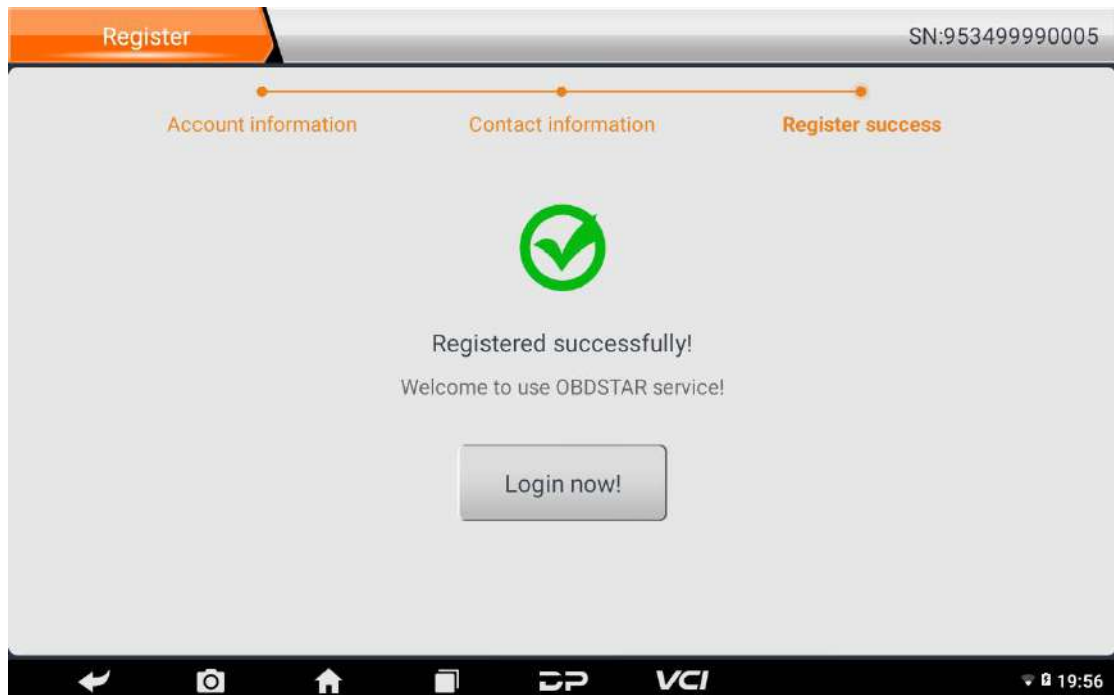 Register
SN:953499990005
Account information Contact information Register success
Registered successfully!
Welcome to use OBDSTAR service!
Login now!
DP VCI 19:56